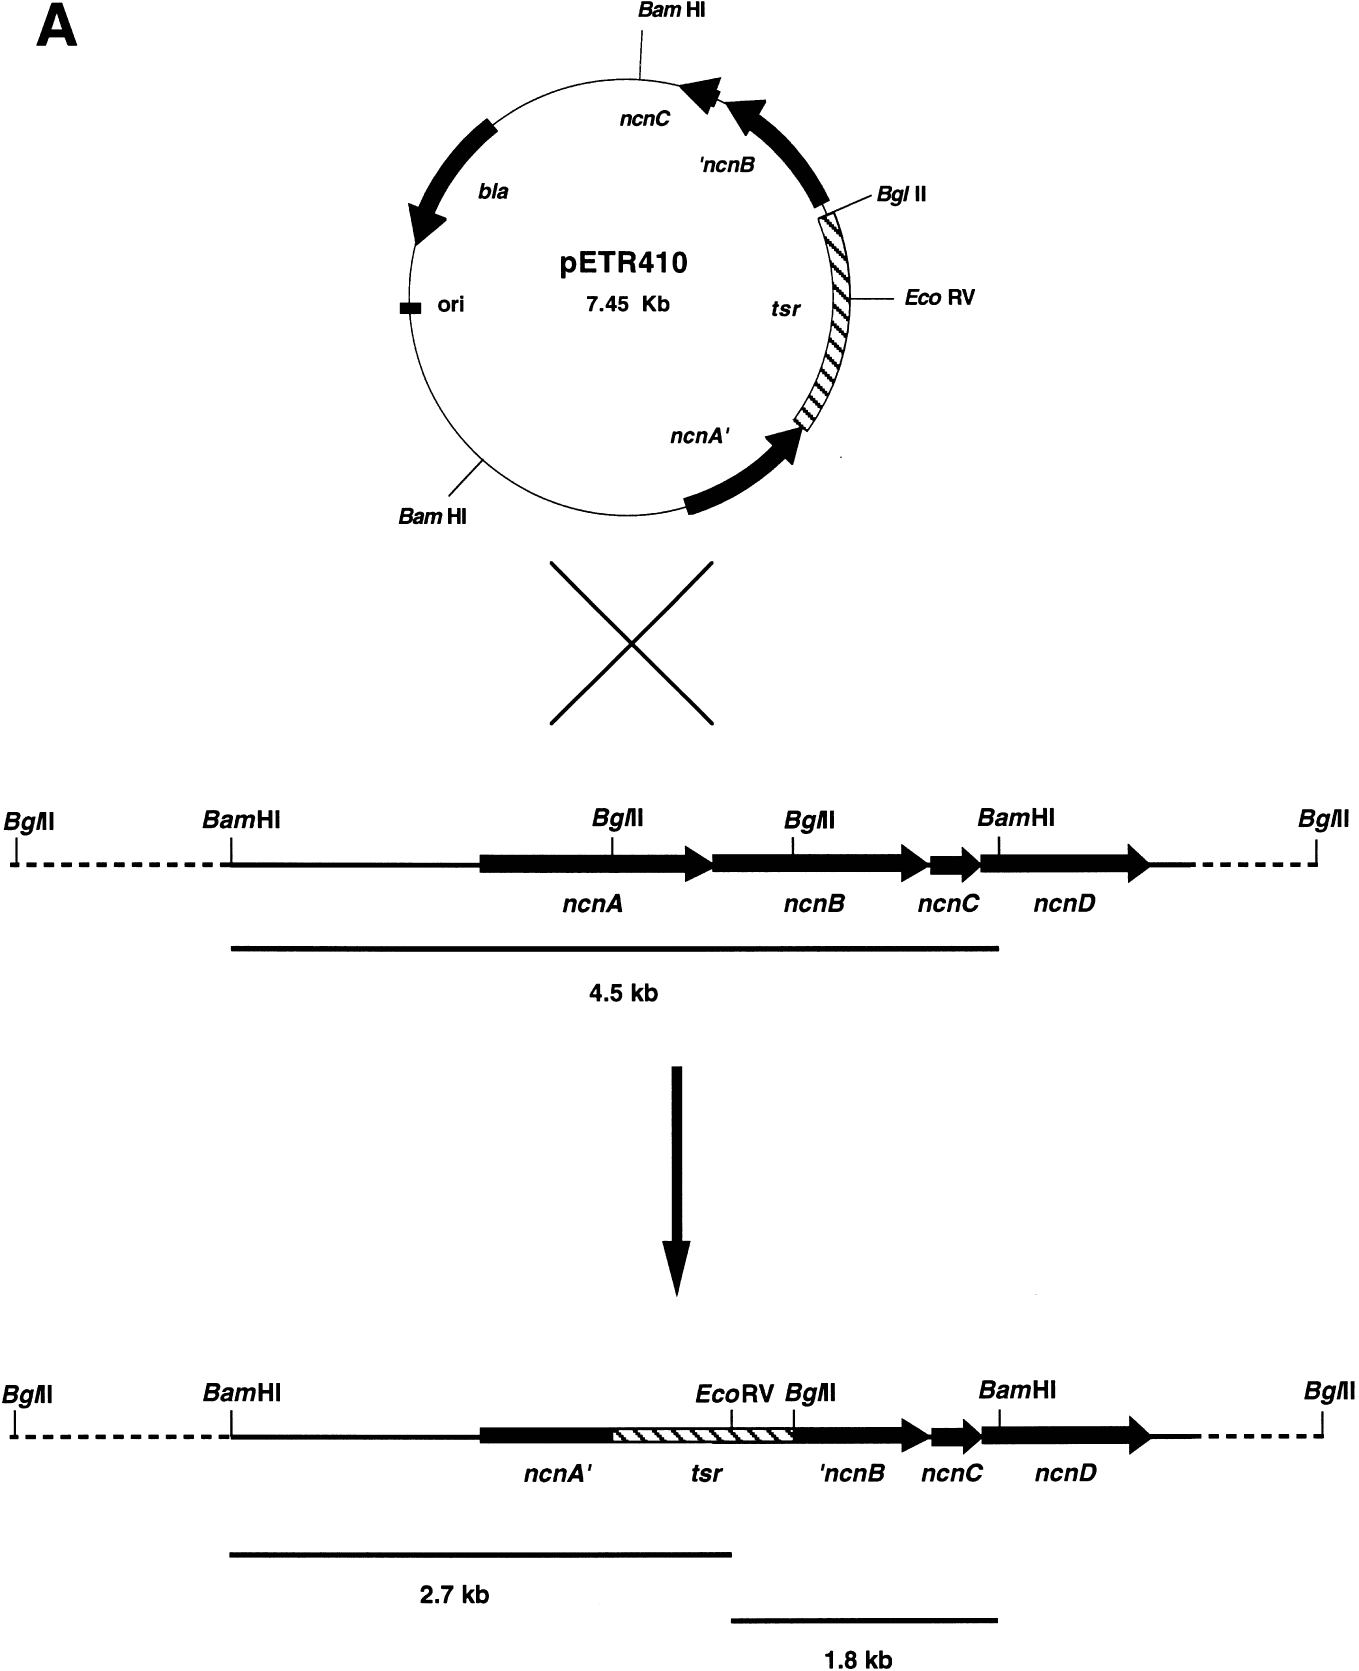 A
Bam HI
ncnC
'ncnB
bla
Bgl II
pETR410
7.45 Kb
ori
tsr
Eco RV
ncnA'
Bam HI
BglII BamHI BglII BglII BamHI BglII
ncnA ncnB ncnC ncnD
4.5 kb
BglII BamHI EcoRV BglII BamHI BglII
ncnA' tsr 'ncnB ncnC ncnD
2.7 kb
1.8 kb